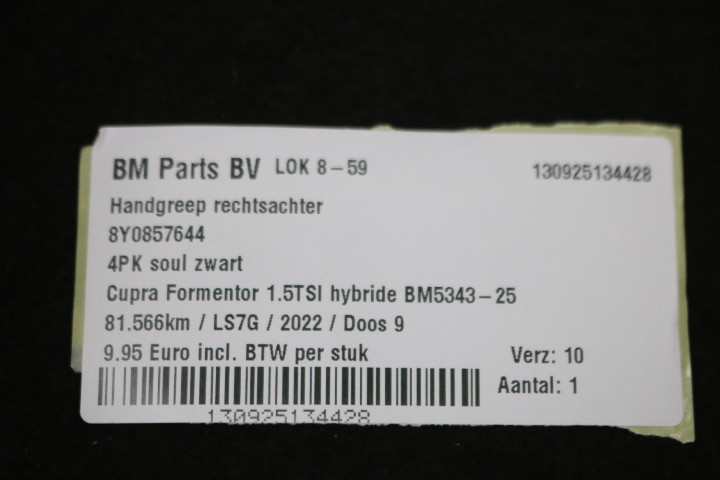 BM Parts BV LOK 8-59 130925134428
Handgreep rechtsachter
8Y0857644
4PK soul zwart
Cupra Formentor 1.5TSI hybride BM5343-25
81.566km / LS7G / 2022 / Doos 9
9.95 Euro incl. BTW per stuk Verz: 10
Aantal: 1
130925134428